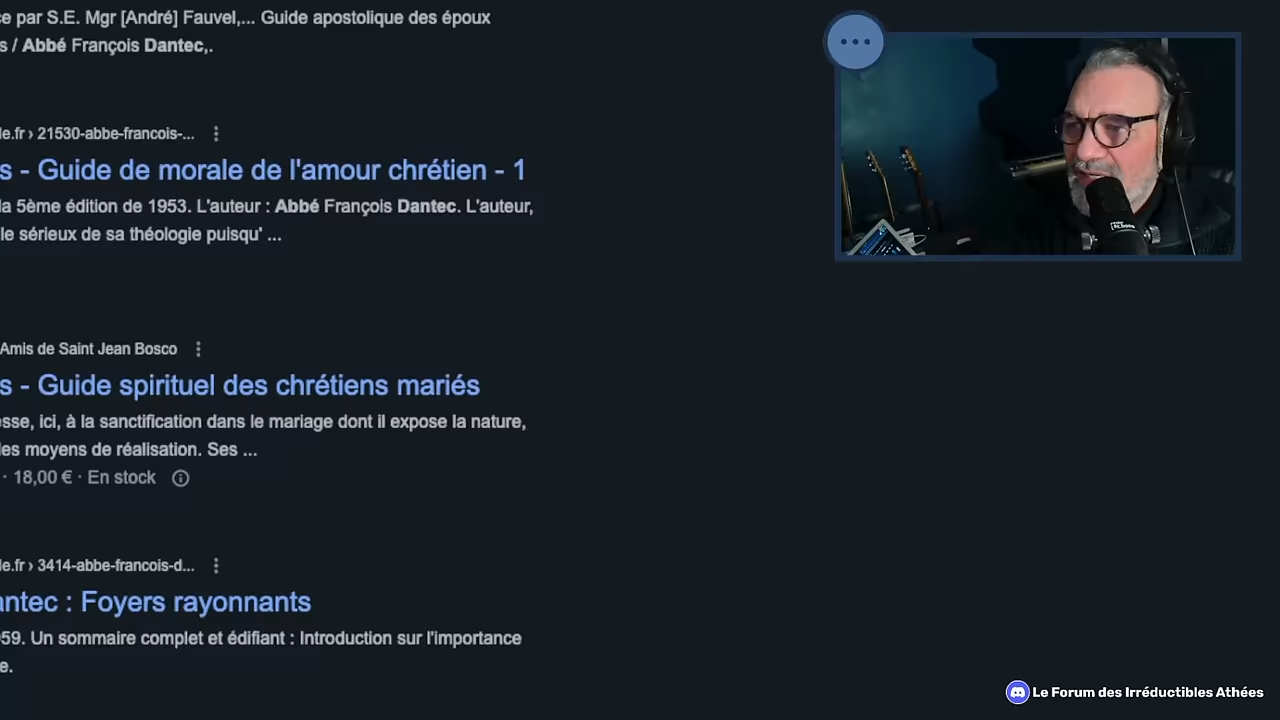 ce par S.E. Mgr [André] Fauvel,... Guide apostolique des époux
s / Abbé François Dantec,.
le.fr › 21530-abbe-francois-...
s - Guide de morale de l'amour chrétien - 1
la 5ème édition de 1953. L'auteur : Abbé François Dantec. L'auteur,
le sérieux de sa théologie puisqu' ...
Amis de Saint Jean Bosco
s - Guide spirituel des chrétiens mariés
esse, ici, à la sanctification dans le mariage dont il expose la nature,
les moyens de réalisation. Ses ...
· 18,00 € · En stock
le.fr › 3414-abbe-francois-d...
antec : Foyers rayonnants
959. Un sommaire complet et édifiant : Introduction sur l'importance
e.
Le Forum des Irréductibles Athées